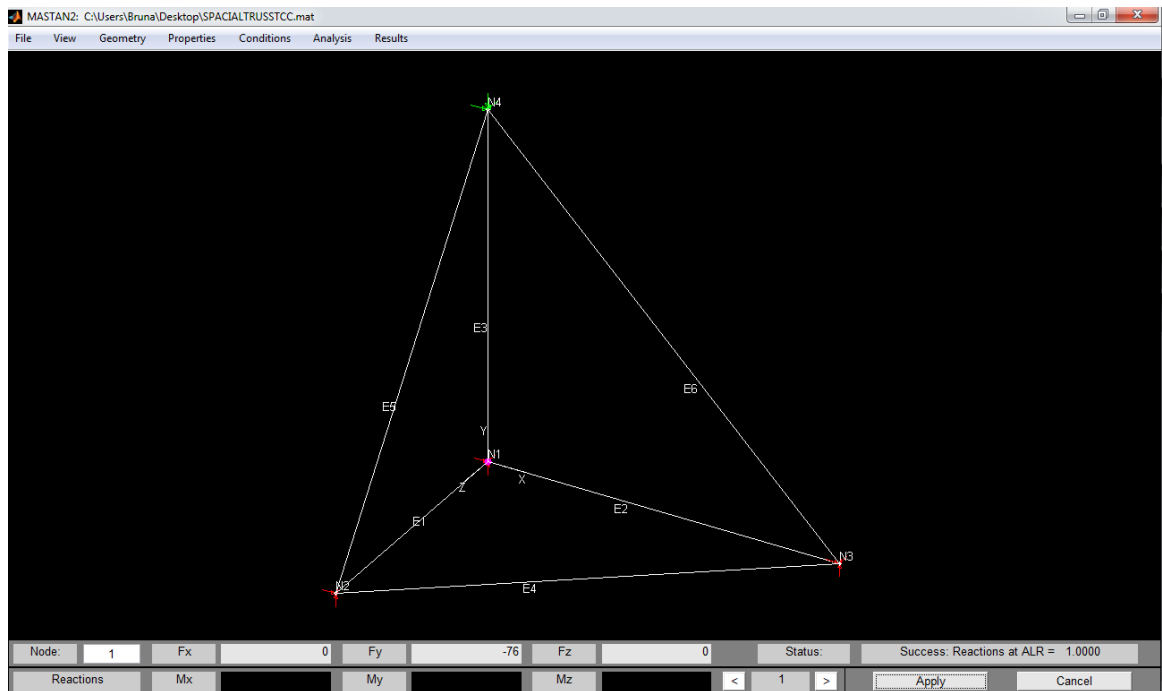 MASTAN2: C:\Users\Bruna\Desktop\SPACIALTRUSSTCC.mat
File View Geometry Properties Conditions Analysis Results
N4
E3
E6
E5
Y
N1
Z
X
E2
E1
N3
N2
E4
Node: 1 Fx 0 Fy -76 Fz 0 Status: Success: Reactions at ALR = 1.0000
Reactions Mx My Mz < 1 > Apply Cancel